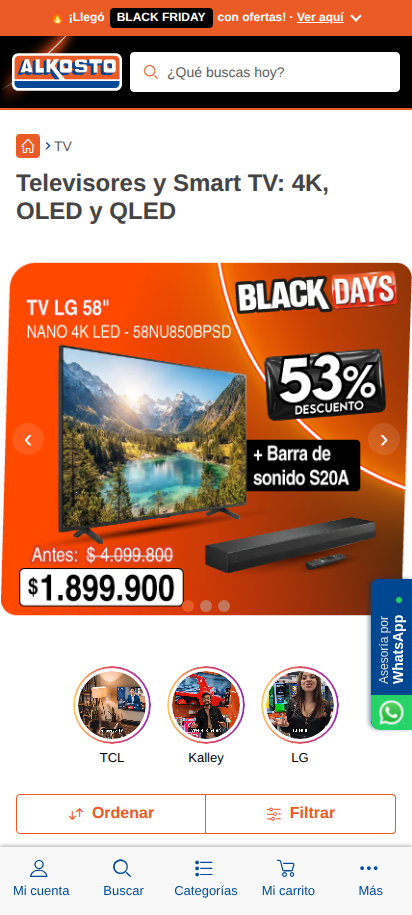 ¡Llegó BLACK FRIDAY con ofertas! · Ver aquí
ALKOSTO
¿Qué buscas hoy?
TV
Televisores y Smart TV: 4K,
OLED y QLED
BLACK DAYS
TV LG 58"
NANO 4K LED - 58NU850BPSD
53%
DESCUENTO
+ Barra de
sonido S20A
Antes: $ 4.099.800
$1.899.900
Asesoría por
WhatsApp
TCL
Kalley
LG
Ordenar
Filtrar
Mi cuenta
Buscar
Categorías
Mi carrito
Más